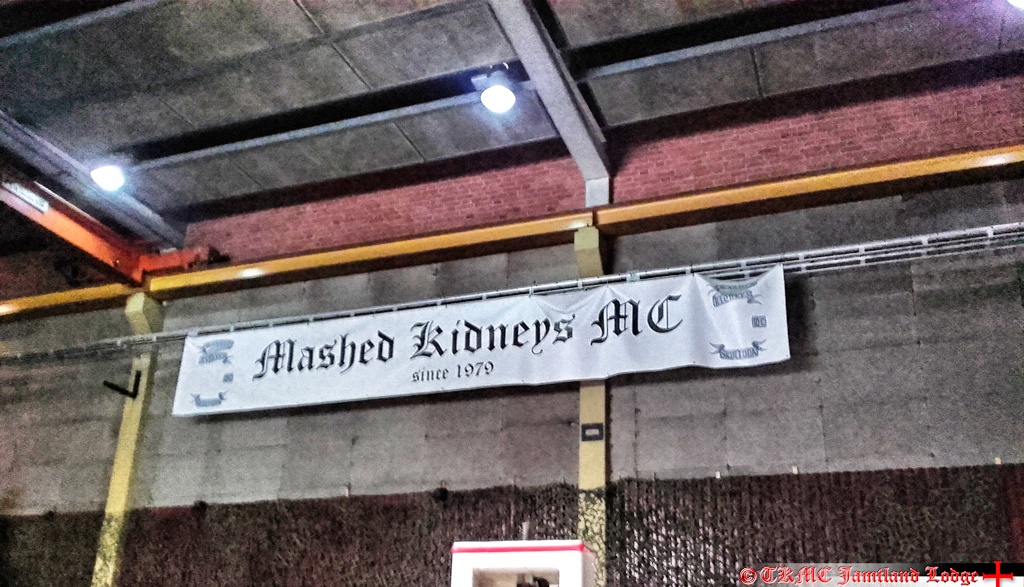 Mashed Kidneys MC
since 1979
© TKMC Jamtland Lodge